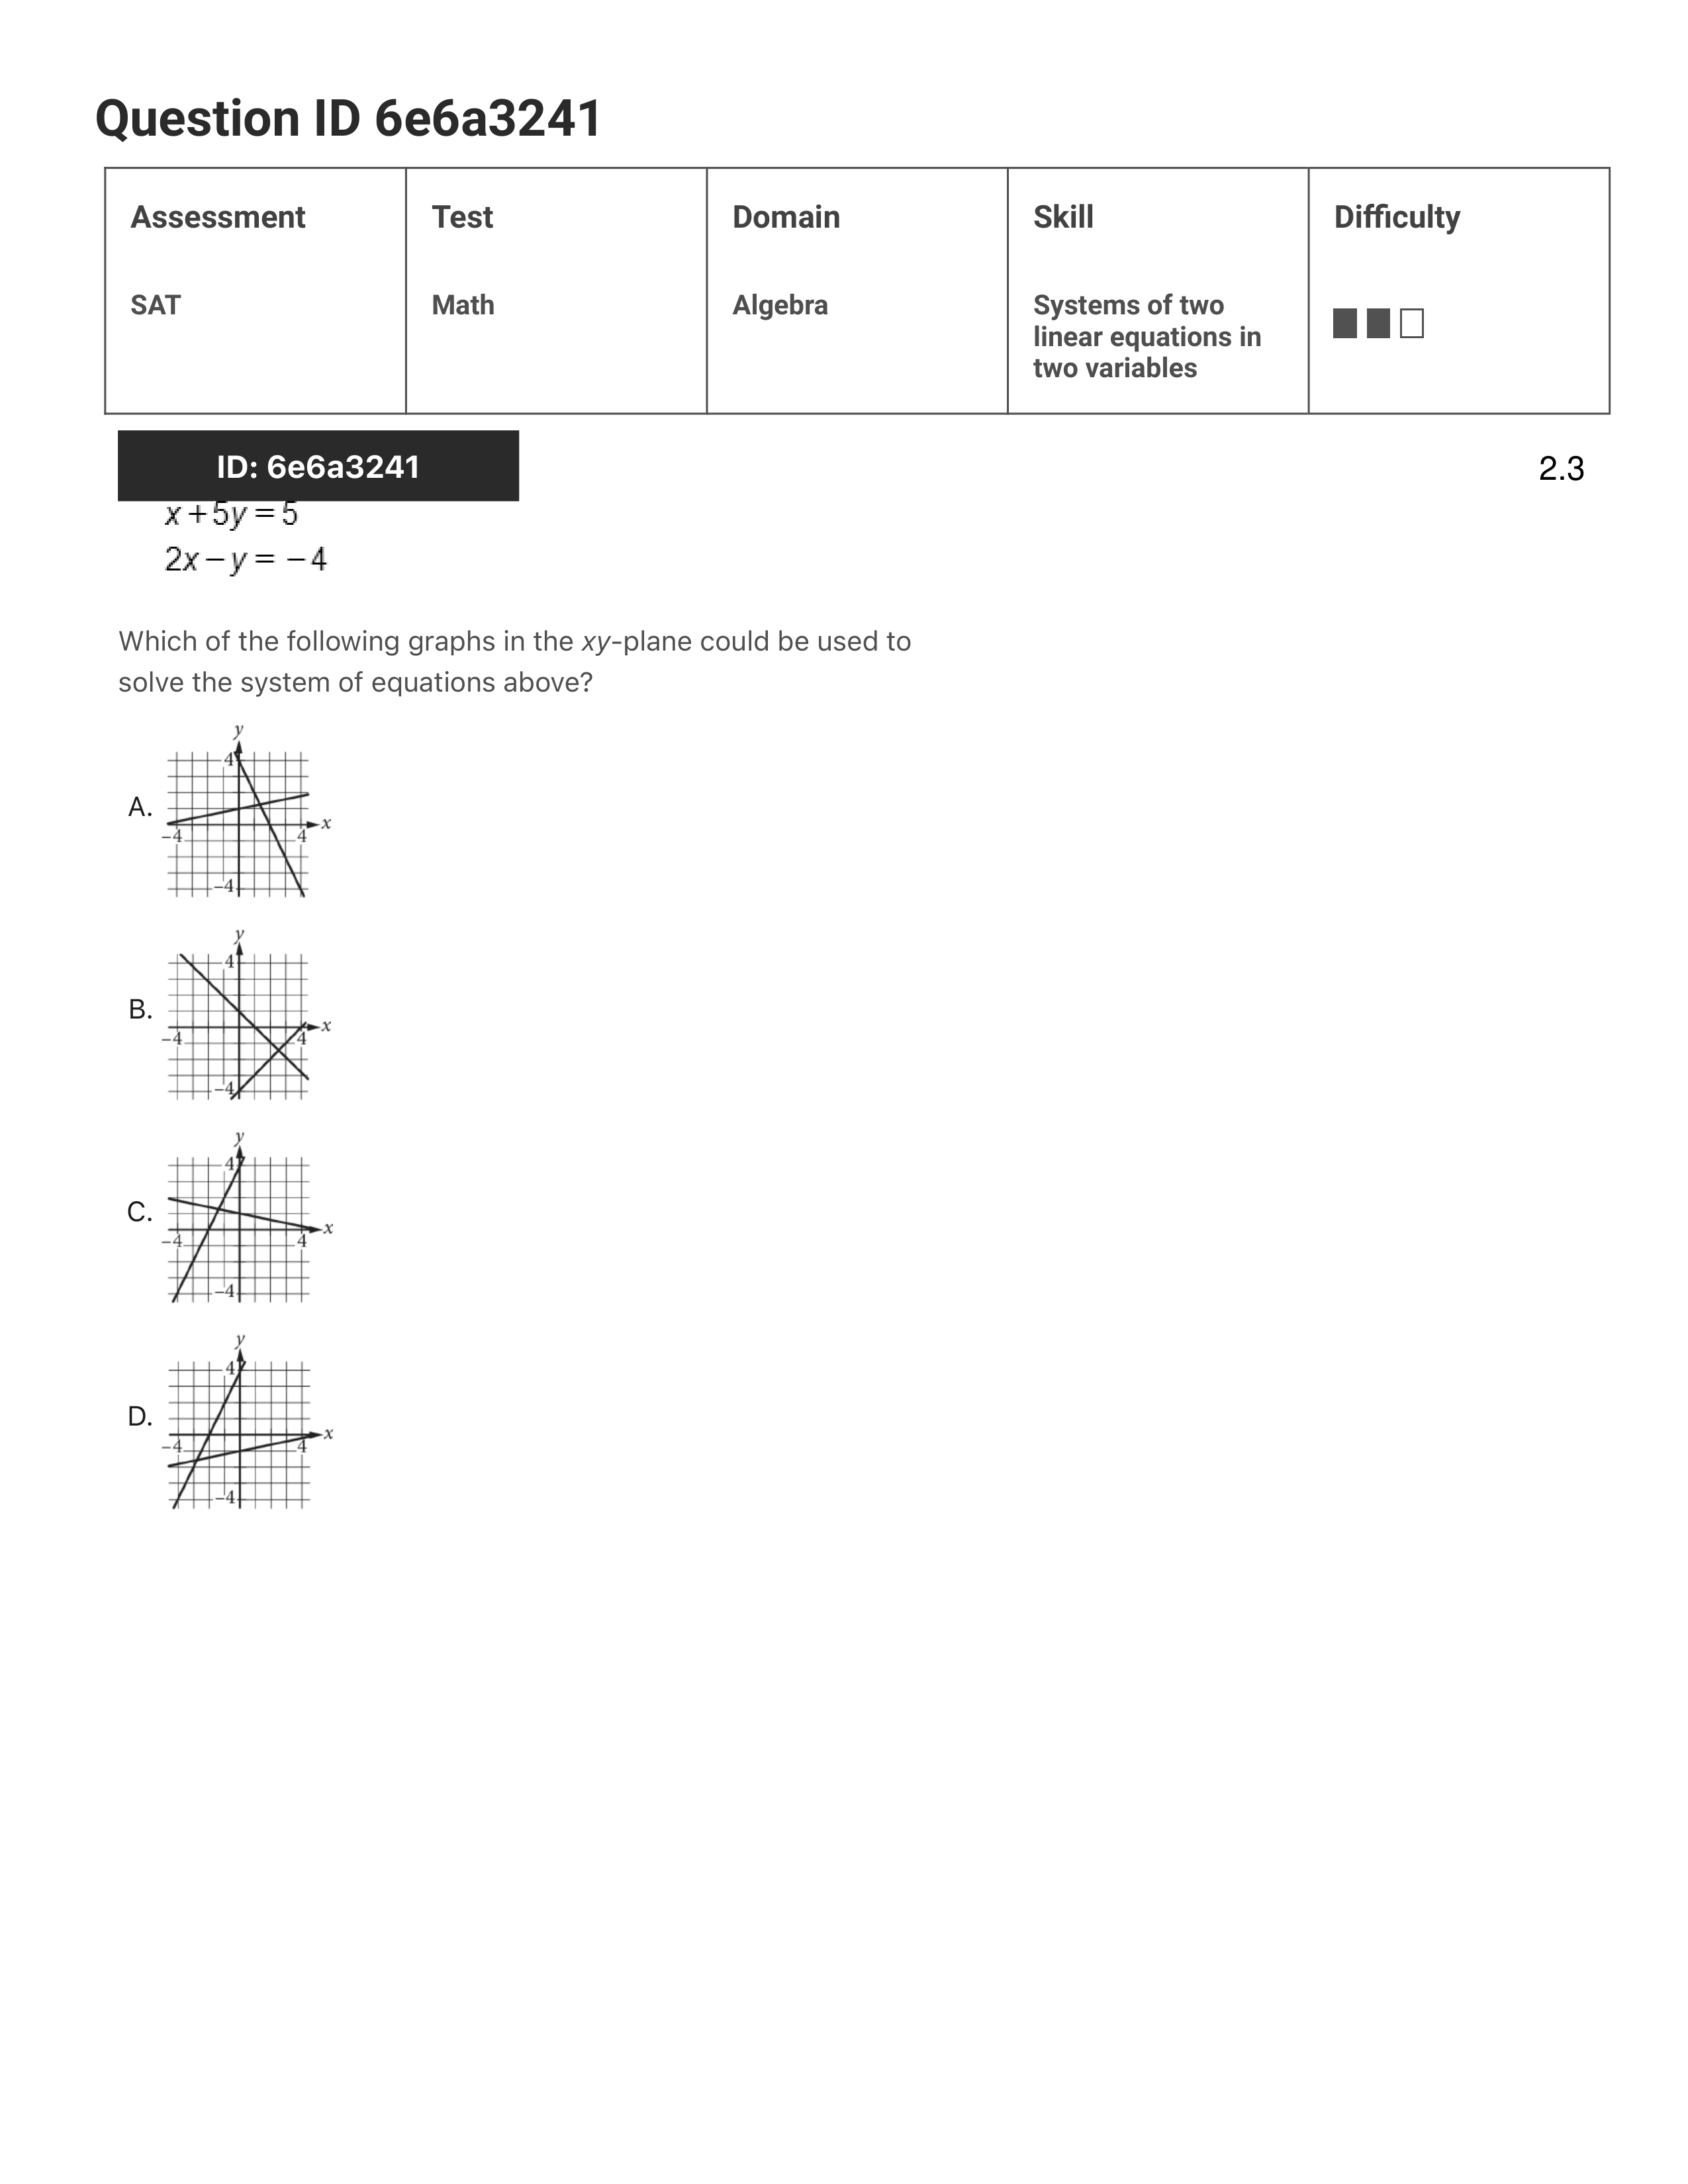 Question ID 6e6a3241
Assessment
Test
Domain
Skill
Difficulty
SAT
Math
Algebra
Systems of two
linear equations in
two variables
ID: 6e6a3241
2.3
x+5y=5
2x−y=−4
Which of the following graphs in the xy-plane could be used to
solve the system of equations above?
A.
y
4
x
−4
4
−4
B.
y
4
x
−4
4
−4
C.
y
4
x
−4
4
−4
D.
y
4
x
−4
4
−4